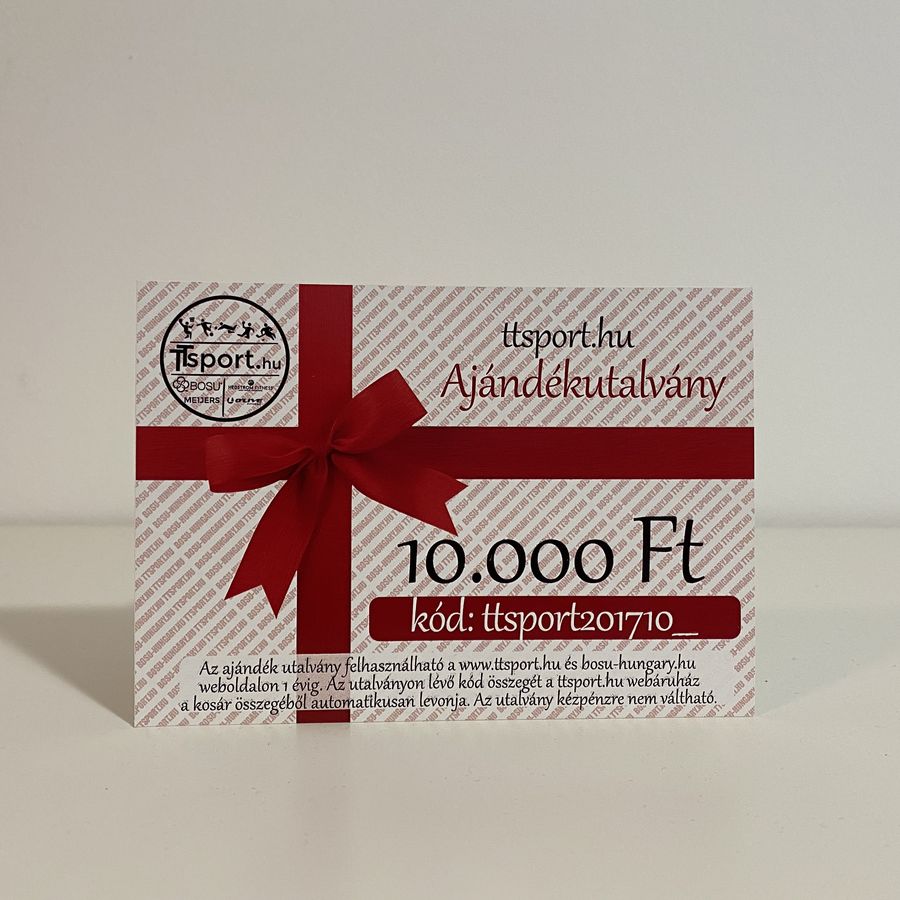 TTsport.hu
BOSU
HEDSTROM FITNESS
MEIJERS
ttsport.hu
Ajándékutalvány
10.000 Ft
kód: ttsport201710_
Az ajándék utalvány felhasználható a www.ttsport.hu és bosu-hungary.hu
weboldalon 1 évig. Az utalványon lévő kód összegét a ttsport.hu webáruház
a kosár összegéből automatikusan levonja. Az utalvány kézpénzre nem váltható.